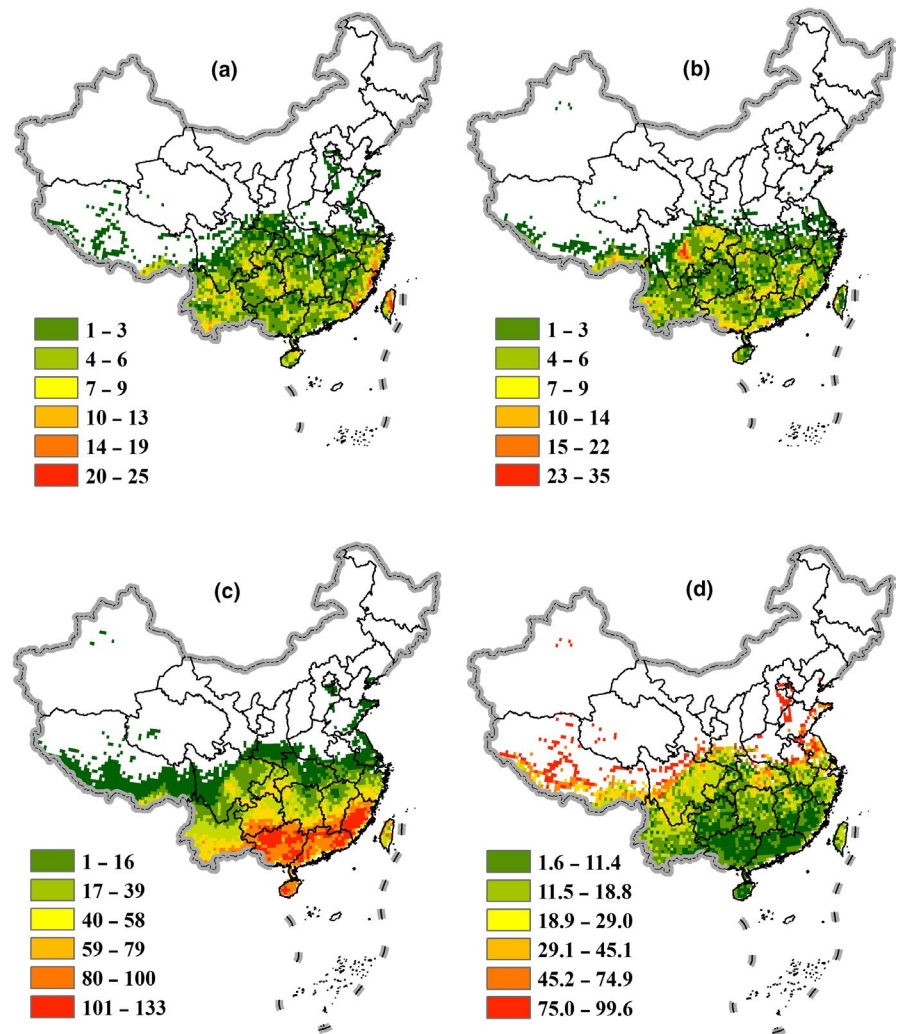 (a)
1 – 3
4 – 6
7 – 9
10 – 13
14 – 19
20 – 25
(b)
1 – 3
4 – 6
7 – 9
10 – 14
15 – 22
23 – 35
(c)
1 – 16
17 – 39
40 – 58
59 – 79
80 – 100
101 – 133
(d)
1.6 – 11.4
11.5 – 18.8
18.9 – 29.0
29.1 – 45.1
45.2 – 74.9
75.0 – 99.6